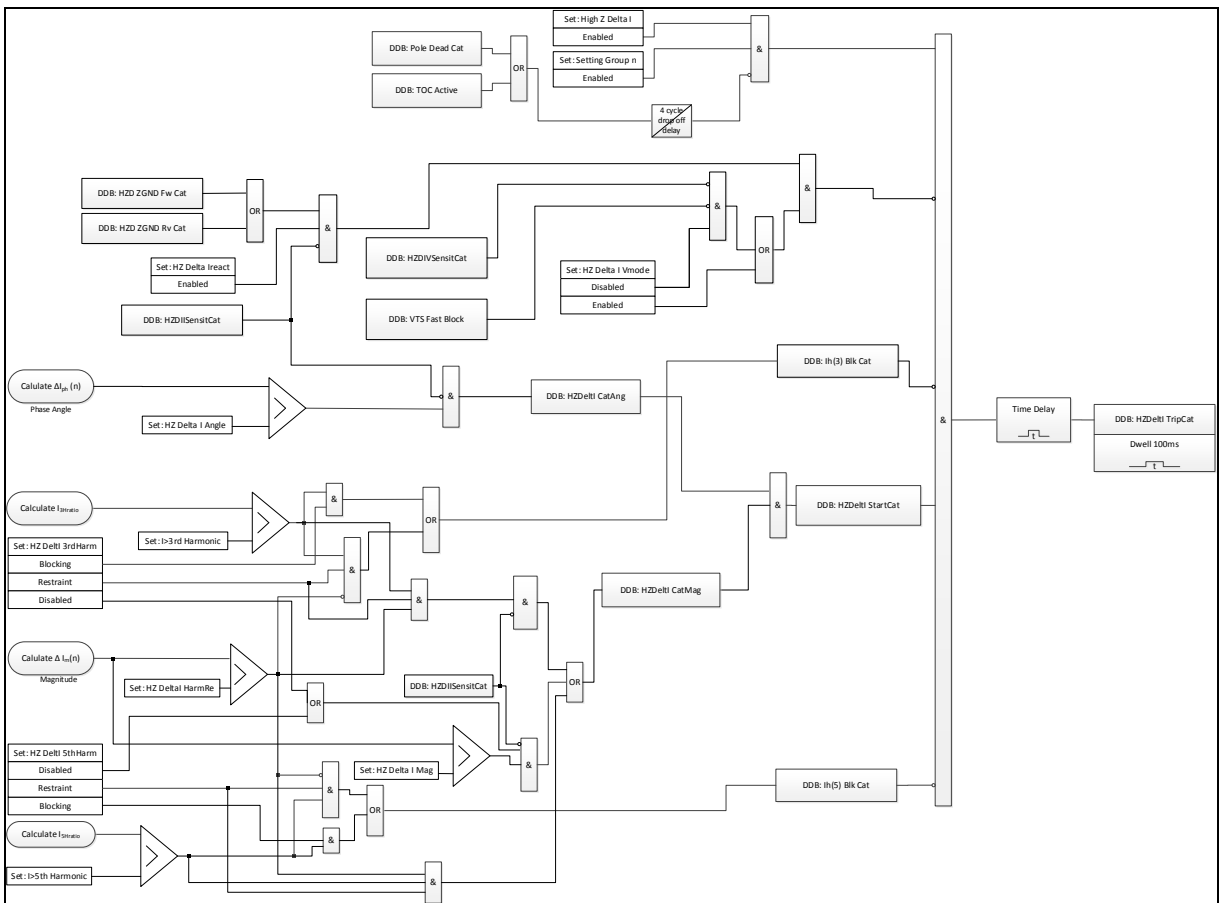 Set: High Z Delta I
Enabled
DDB: Pole Dead Cat
&
Set: Setting Group n
OR
Enabled
DDB: TOC Active
4 cycle
drop off
delay
DDB: HZD ZGND Fw Cat
&
OR
&
&
DDB: HZD ZGND Rv Cat
OR
DDB: HZDIVSensitCat
Set: HZ Delta Ireact
Enabled
Set: HZ Delta I Vmode
Disabled
Enabled
DDB: HZDIISensitCat
DDB: VTS Fast Block
DDB: Ih(3) Blk Cat
Calulate ΔIph (n)
Phase Angle
>
&
DDB: HZDeltI CatAng
Set: HZ Delta I Angle
&
Time Delay
t
DDB: HZDeltI TripCat
Dwell 100ms
t
Calculate I3Hratio
>
&
OR
&
DDB: HZDeltI StartCat
Set: I>3rd Harmonic
Set: HZ DeltI 3rdHarm
Blocking
Restraint
Disabled
&
&
&
DDB: HZDeltI CatMag
Calulate Δ Im(n)
Magnitude
>
Set: HZ DeltaI HarmRe
DDB: HZDIISensitCat
OR
OR
Set: HZ DeltI 5thHarm
Disabled
Restraint
Blocking
>
Set: HZ Delta I Mag
&
&
OR
DDB: Ih(5) Blk Cat
Calculate I5Hratio
&
>
Set: I>5th Harmonic
&